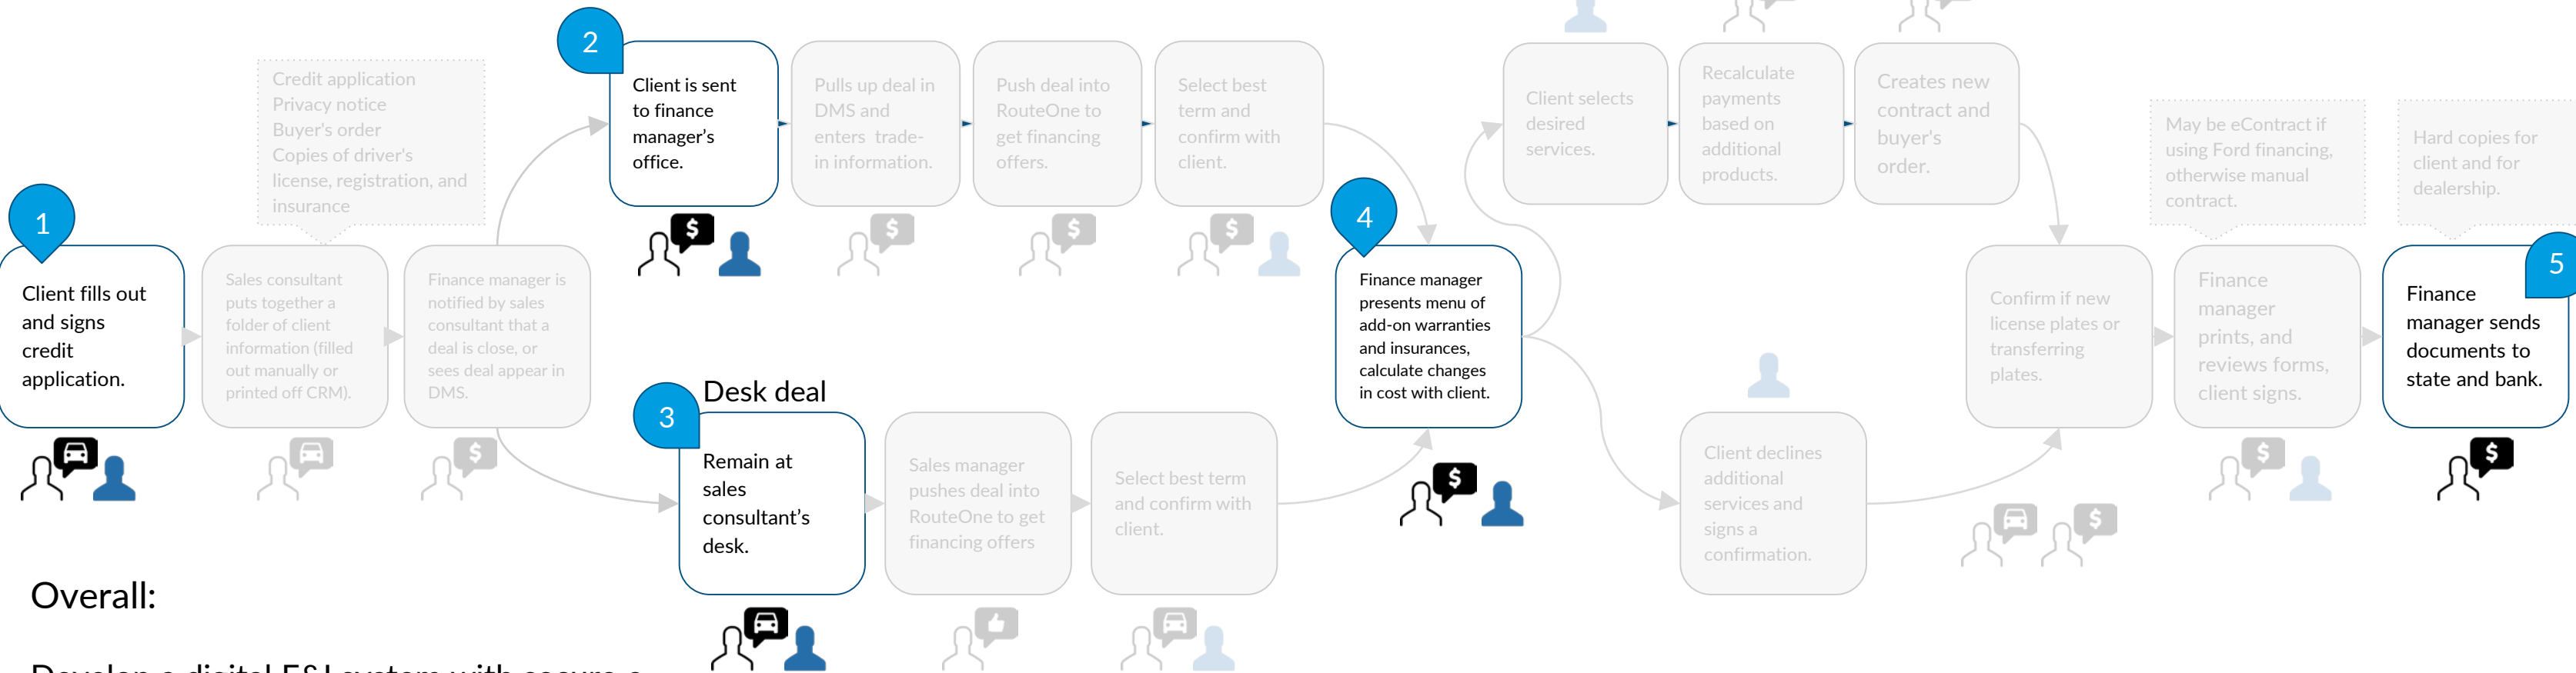 Credit application
Privacy notice
Buyer's order
Copies of driver's
license, registration, and
insurance
1
Client fills out
and signs
credit
application.
Sales consultant
puts together a
folder of client
information (filled
out manually or
printed off CRM).
Finance manager is
notified by sales
consultant that a
deal is close, or
sees deal appear in
DMS.
2
Client is sent
to finance
manager’s
office.
Pulls up deal in
DMS and
enters trade-
in information.
Push deal into
RouteOne to
get financing
offers.
Select best
term and
confirm with
client.
$
$
$
$
$
Desk deal
3
Remain at
sales
consultant’s
desk.
Sales manager
pushes deal into
RouteOne to get
financing offers
Select best term
and confirm with
client.
4
Finance manager
presents menu of
add-on warranties
and insurances,
calculate changes
in cost with client.
$
Client selects
desired
services.
Recalculate
payments
based on
additional
products.
Creates new
contract and
buyer's
order.
Client declines
additional
services and
signs a
confirmation.
Confirm if new
license plates or
transferring
plates.
$
May be eContract if
using Ford financing,
otherwise manual
contract.
Finance
manager
prints, and
reviews forms,
client signs.
$
Hard copies for
client and for
dealership.
5
Finance
manager sends
documents to
state and bank.
$
Overall:
Develop a digital F&I system with secure e